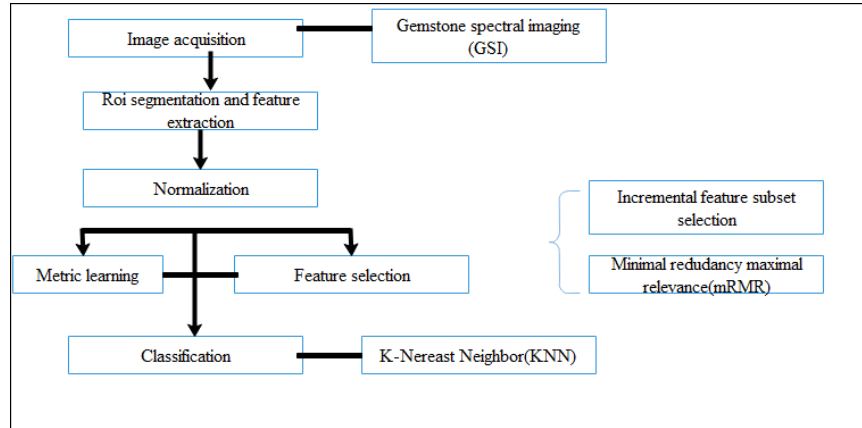 Image acquisition
Gemstone spectral imaging
(GSI)
Roi segmentation and feature
extraction
Normalization
Incremental feature subset
selection
Metric learning
Feature selection
Minimal redudancy maximal
relevance(mRMR)
Classification
K-Nereast Neighbor(KNN)